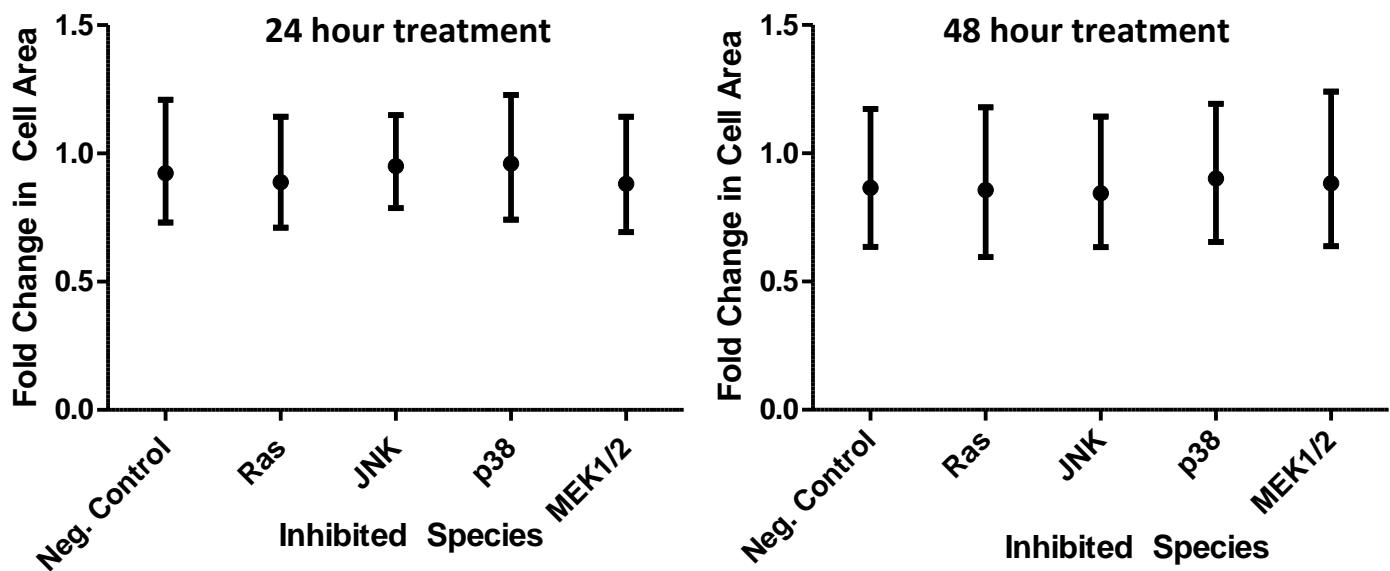 24 hour treatment
Fold Change in Cell Area
1.5
1.0
0.5
0.0
Neg. Control
Ras
JNK
p38
MEK1/2
Inhibited Species
48 hour treatment
Fold Change in Cell Area
1.5
1.0
0.5
0.0
Neg. Control
Ras
JNK
p38
MEK1/2
Inhibited Species